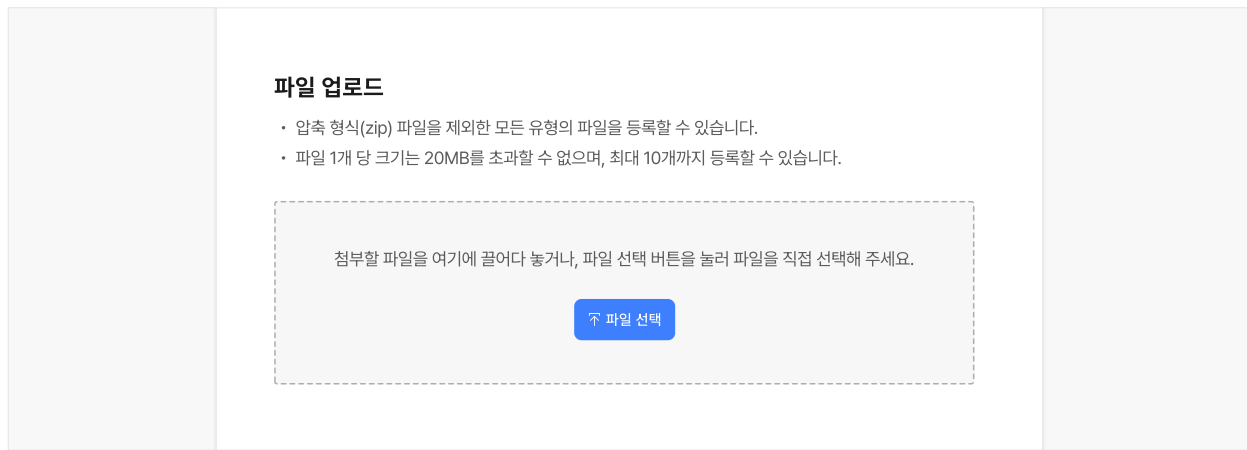 파일 업로드
• 압축 형식(zip) 파일을 제외한 모든 유형의 파일을 등록할 수 있습니다.
• 파일 1개 당 크기는 20MB를 초과할 수 없으며, 최대 10개까지 등록할 수 있습니다.
첨부할 파일을 여기에 끌어다 놓거나, 파일 선택 버튼을 눌러 파일을 직접 선택해 주세요.
파일 선택